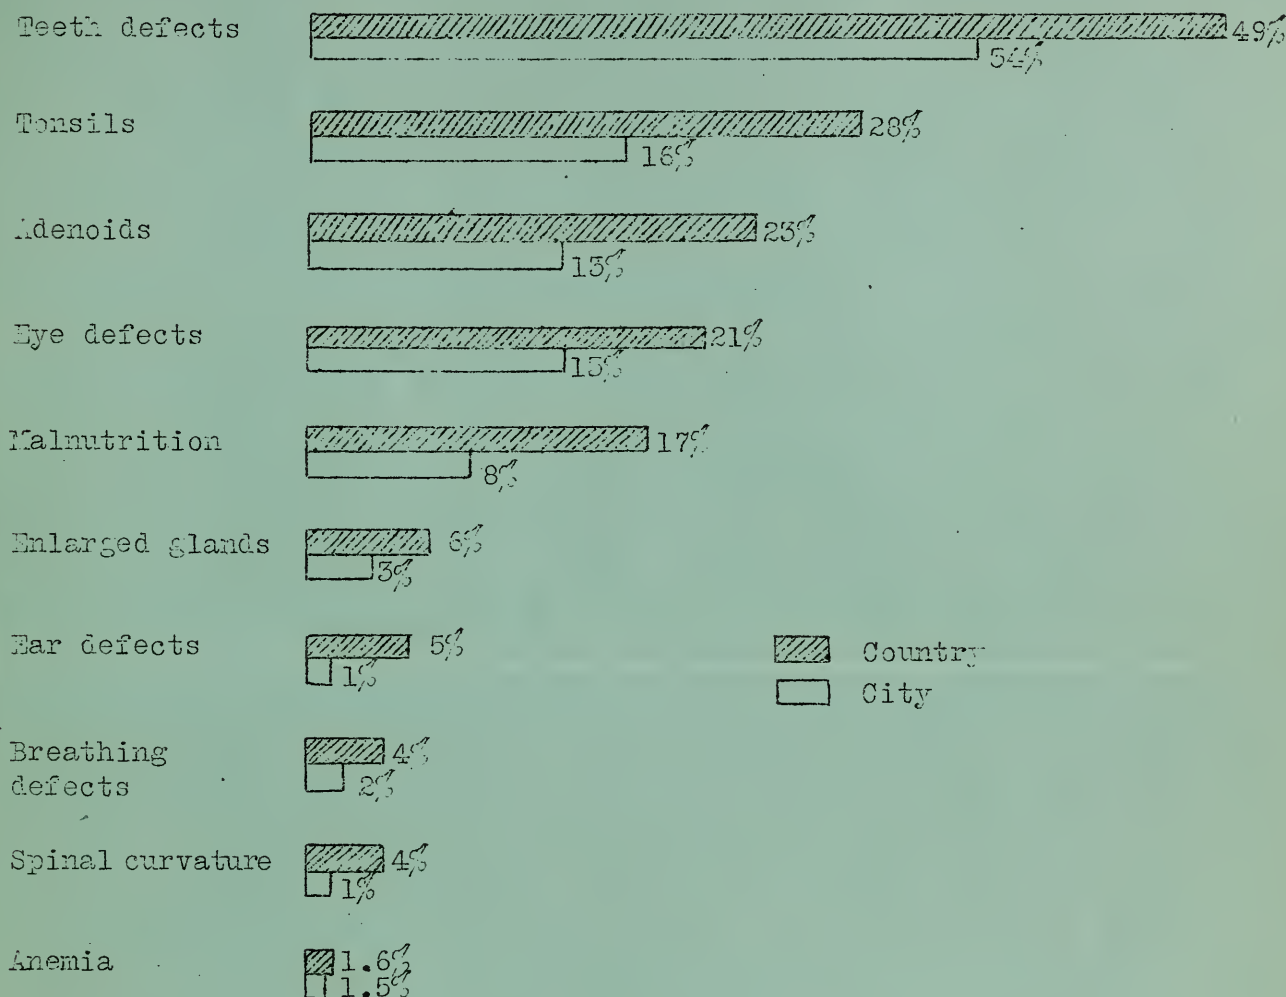 Teeth defects 49%
54%
Tonsils 28%
16%
Adenoids 23%
13%
Eye defects 21%
15%
Malnutrition 17%
8%
Enlarged glands 6%
3%
Ear defects 5%
1%
Country
City
Breathing 4%
defects 2%
Spinal curvature 4%
1%
Anemia 1.6%
1.5%